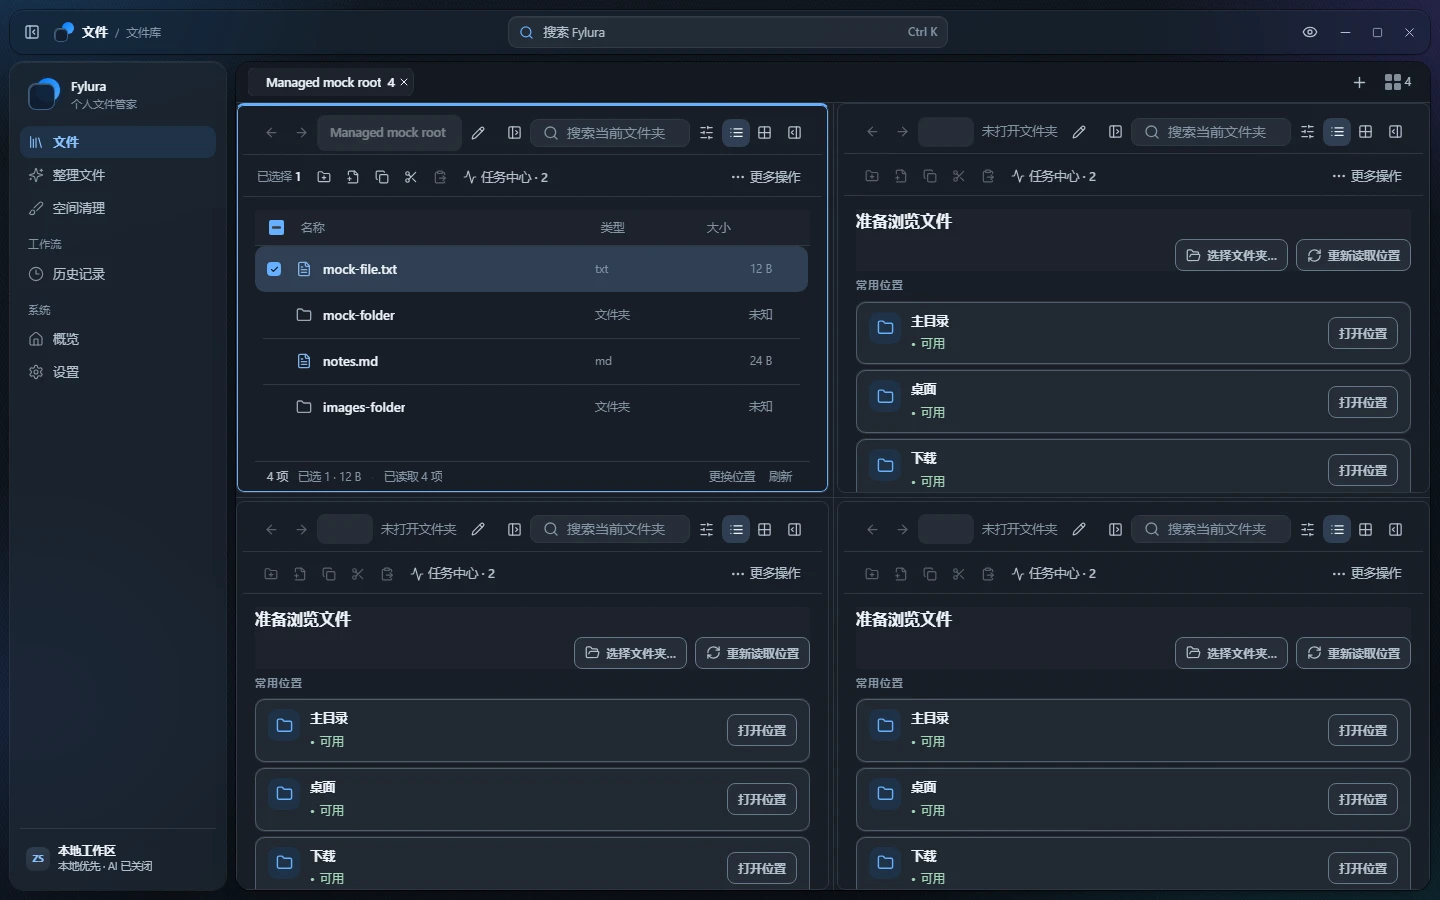 文件 / 文件库
搜索 Fylura Ctrl K
Fylura
个人文件管家
文件
整理文件
空间清理
工作流
历史记录
系统
概览
设置
ZS
本地工作区
本地优先 · AI 已关闭
Managed mock root 4
4
Managed mock root
搜索当前文件夹
已选择 1
任务中心 · 2
更多操作
名称 类型 大小
mock-file.txt txt 12 B
mock-folder 文件夹 未知
notes.md md 24 B
images-folder 文件夹 未知
4 项 已选 1 · 12 B · 已读取 4 项 更换位置 刷新
未打开文件夹
搜索当前文件夹
任务中心 · 2
更多操作
准备浏览文件
选择文件夹...
重新读取位置
常用位置
主目录
• 可用
打开位置
桌面
• 可用
打开位置
下载
• 可用
打开位置
未打开文件夹
搜索当前文件夹
任务中心 · 2
更多操作
准备浏览文件
选择文件夹...
重新读取位置
常用位置
主目录
• 可用
打开位置
桌面
• 可用
打开位置
下载
• 可用
打开位置
未打开文件夹
搜索当前文件夹
任务中心 · 2
更多操作
准备浏览文件
选择文件夹...
重新读取位置
常用位置
主目录
• 可用
打开位置
桌面
• 可用
打开位置
下载
• 可用
打开位置